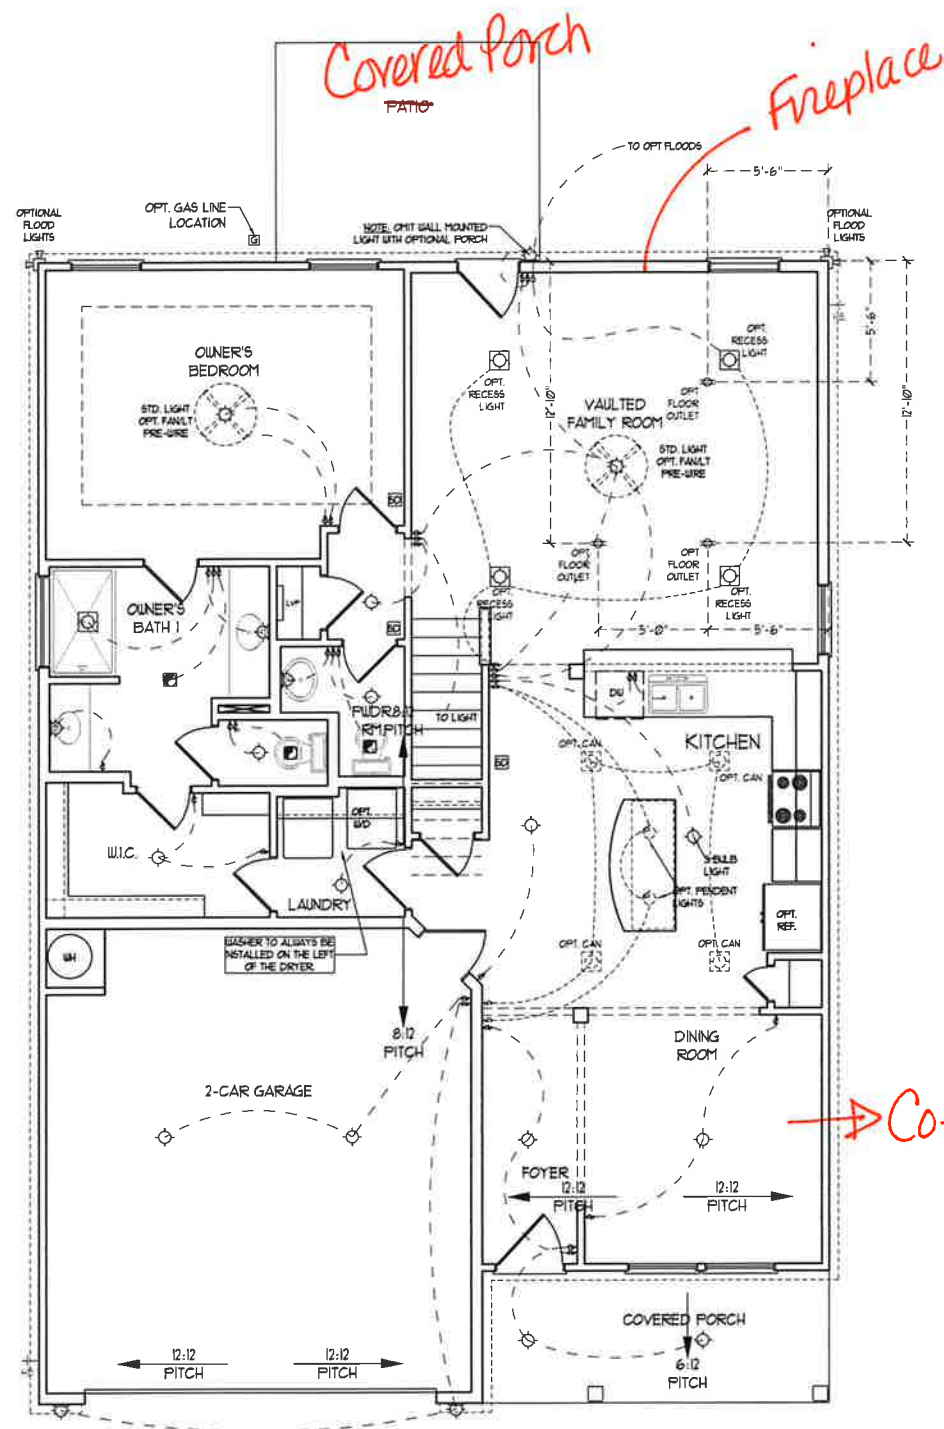 Covered Porch
PATIO
Fireplace
TO OPT FLOODS
5'-6"
OPT. GAS LINE
LOCATION
G
OPTIONAL
FLOOD
LIGHTS
NOTE: OMIT WALL MOUNTED
LIGHT WITH OPTIONAL PORCH
OPTIONAL
FLOOD
LIGHTS
5'-6"
12'-10"
OWNER'S
BEDROOM
STD. LIGHT
OPT. FAN/LT
PRE-WIRE
OPT.
RECESS
LIGHT
OPT.
RECESS
LIGHT
12'-0"
OPT
FLOOR
OUTLET
VAULTED
FAMILY ROOM
STD. LIGHT
OPT. FAN/LT
PRE-WIRE
OPT
FLOOR
OUTLET
OPT
FLOOR
OUTLET
OPT.
RECESS
LIGHT
OPT.
RECESS
LIGHT
5'-0"
5'-6"
OWNER'S
BATH 1
PWDR.
RM.
8:12
PITCH
TO LIGHT
DW
KITCHEN
OPT. CAN
OPT. CAN
BULB
LIGHT
OPT. PENDENT
LIGHTS
OPT.
REF.
OPT. CAN
OPT. CAN
W.I.C.
OPT.
W/D
LAUNDRY
WASHER TO ALWAYS BE
INSTALLED ON THE LEFT
OF THE DRYER
WH
8:12
PITCH
2-CAR GARAGE
DINING
ROOM
Co-
FOYER
12:12
PITCH
12:12
PITCH
COVERED PORCH
6:12
PITCH
12:12
PITCH
12:12
PITCH